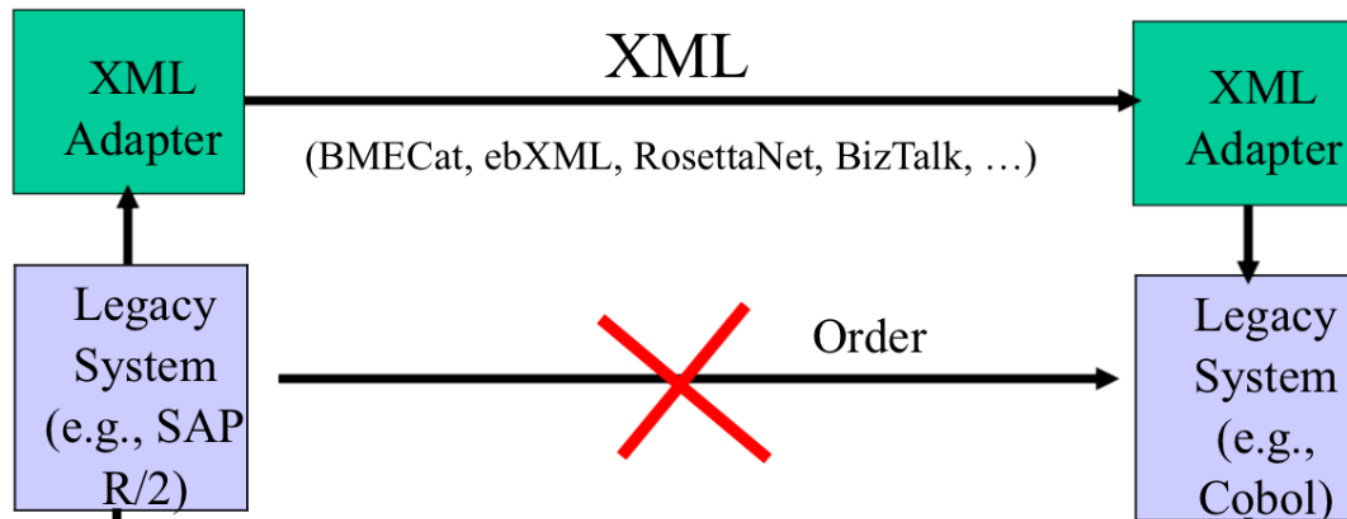 XML
Adapter
XML
(BMECat, ebXML, RosettaNet, BizTalk, …)
XML
Adapter
Legacy
System
(e.g., SAP
R/2)
Order
Legacy
System
(e.g.,
Cobol)